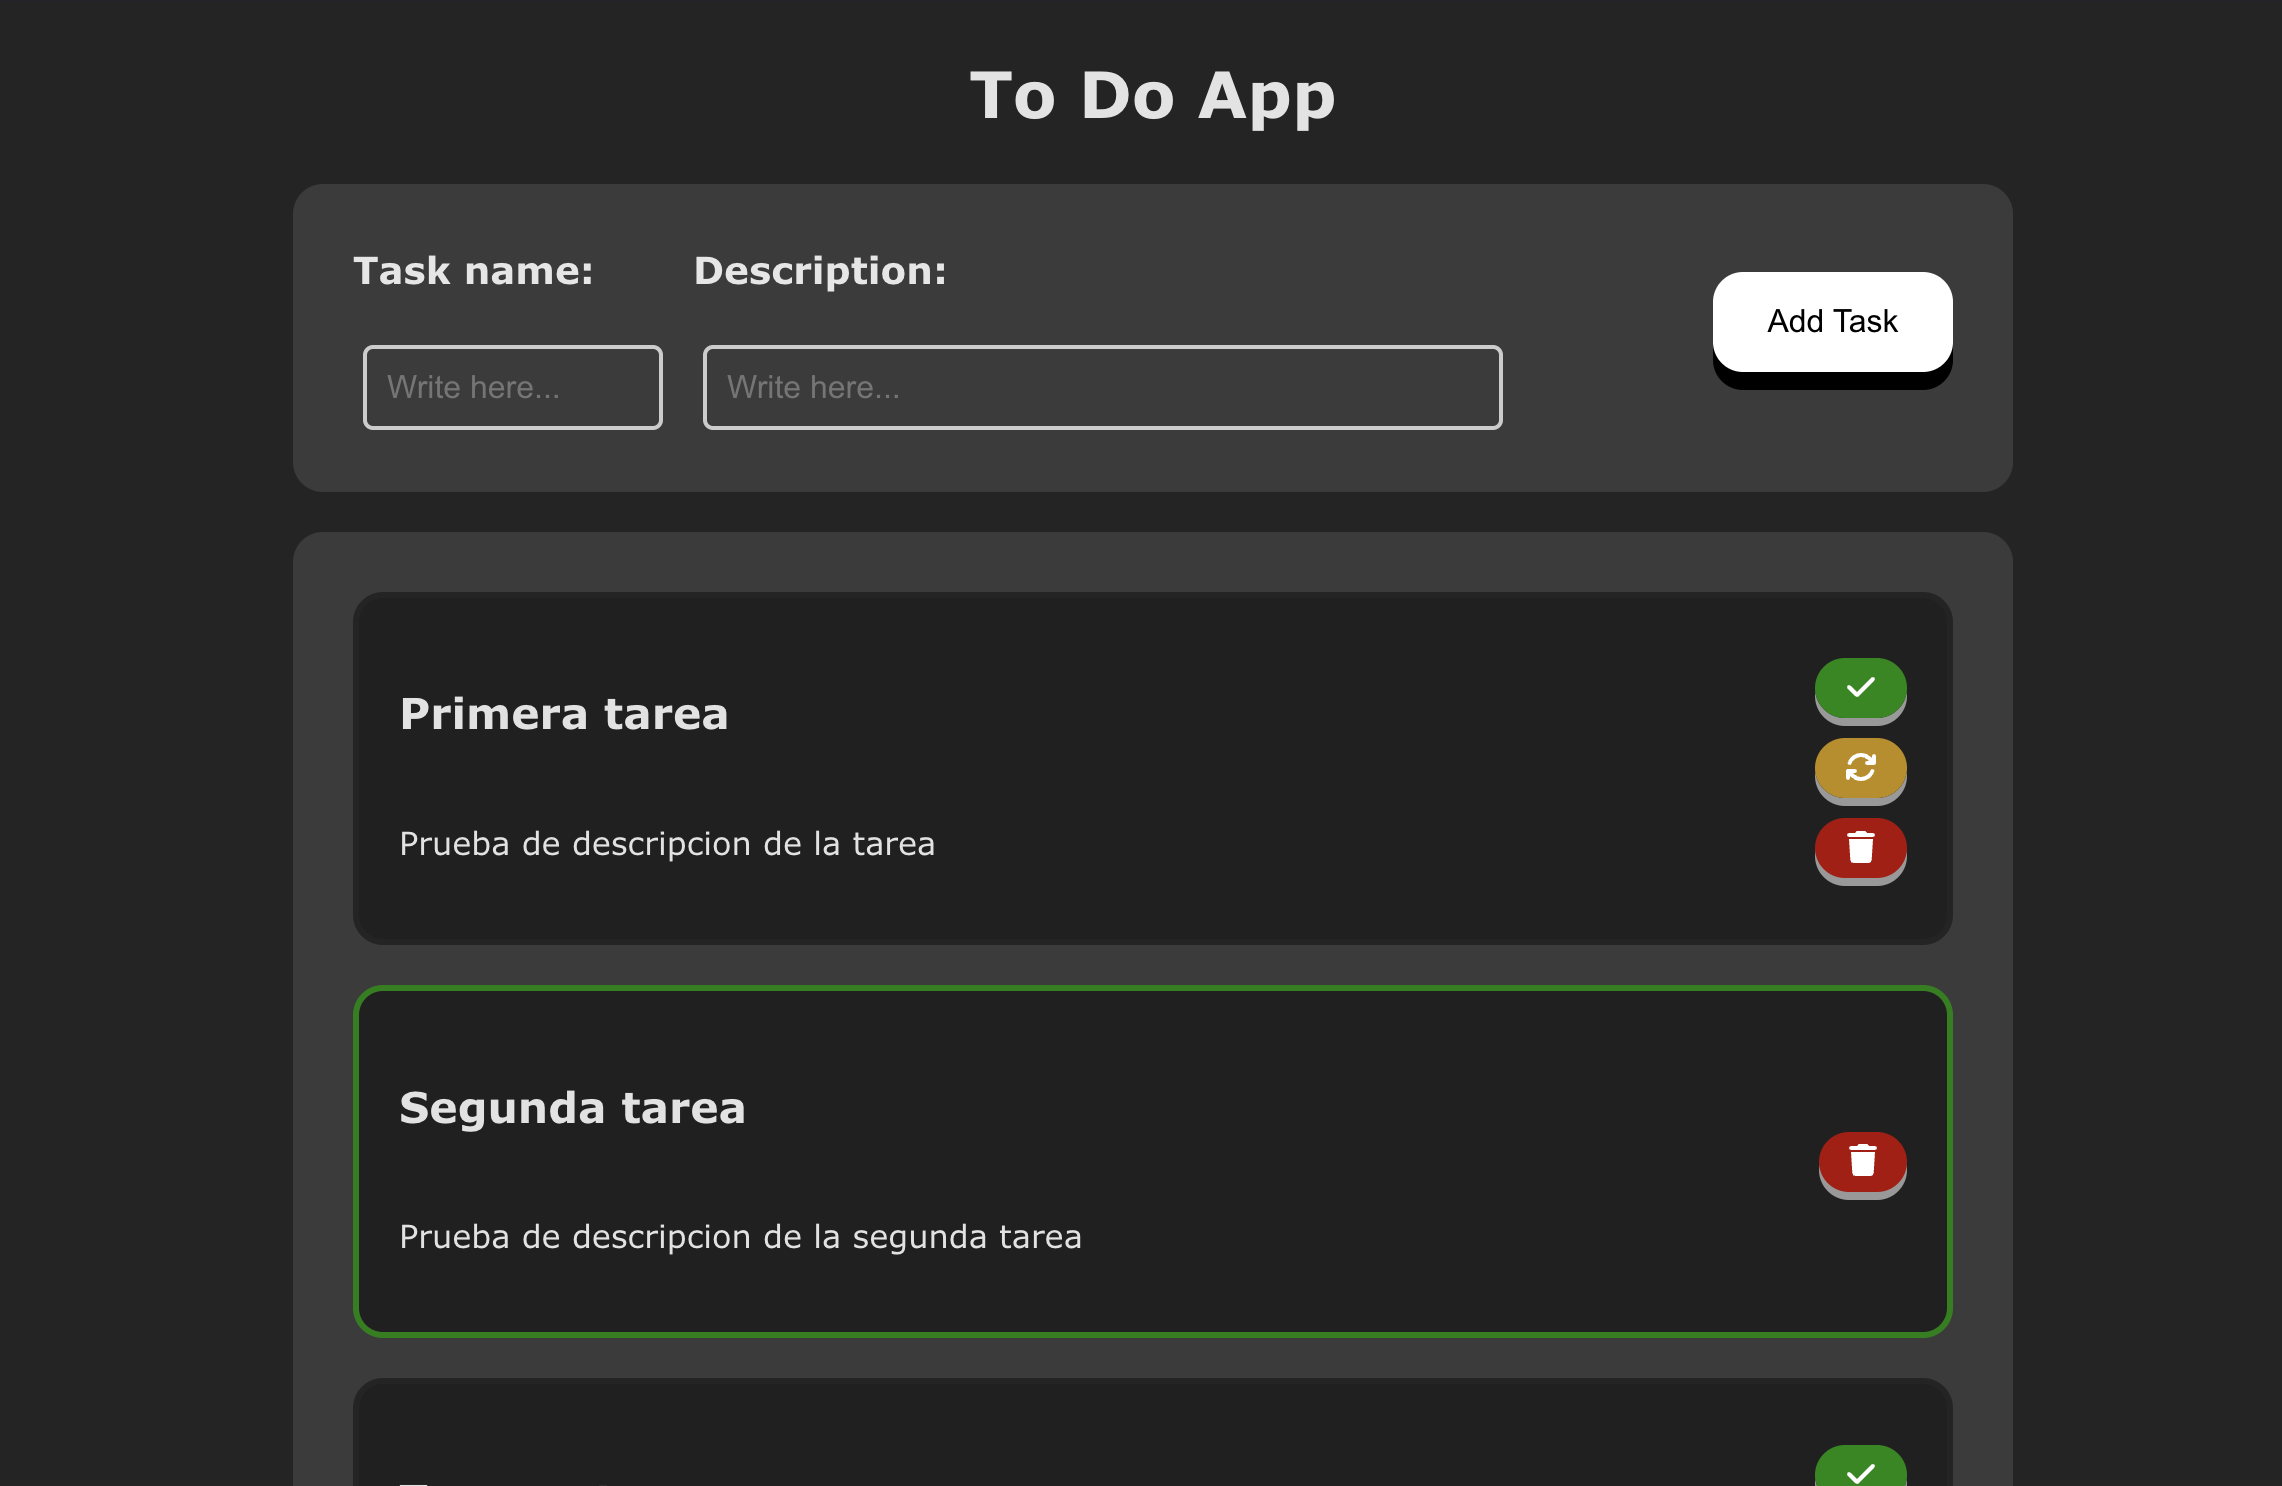 To Do App
Task name:
Description:
Add Task
Write here...
Write here...
Primera tarea
Prueba de descripcion de la tarea
Segunda tarea
Prueba de descripcion de la segunda tarea